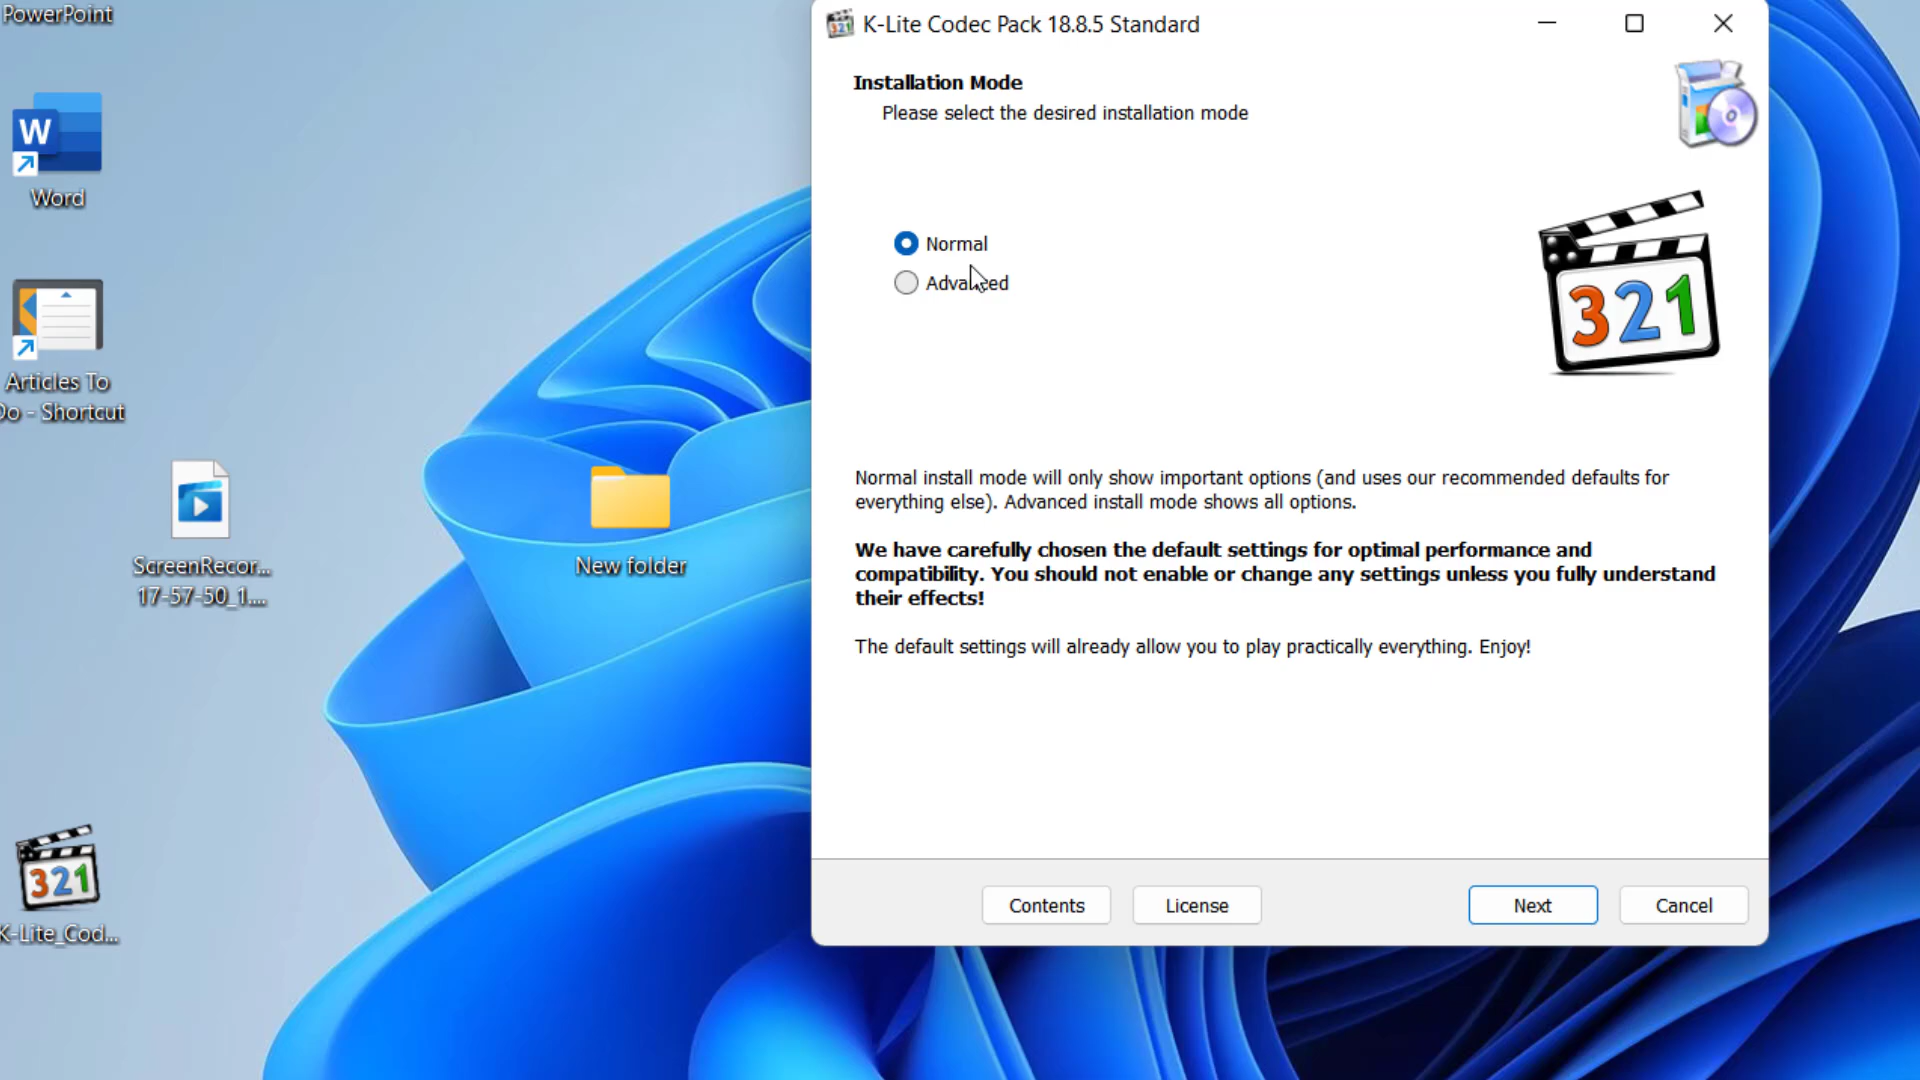 PowerPoint
W
Word
Articles To
Do - Shortcut
ScreenRecor...
17-57-50_1....
New folder
321
K-Lite_Cod...
321
K-Lite Codec Pack 18.8.5 Standard
Installation Mode
Please select the desired installation mode
Normal
Advanced
321
Normal install mode will only show important options (and uses our recommended defaults for
everything else). Advanced install mode shows all options.
We have carefully chosen the default settings for optimal performance and
compatibility. You should not enable or change any settings unless you fully understand
their effects!
The default settings will already allow you to play practically everything. Enjoy!
Contents
License
Next
Cancel